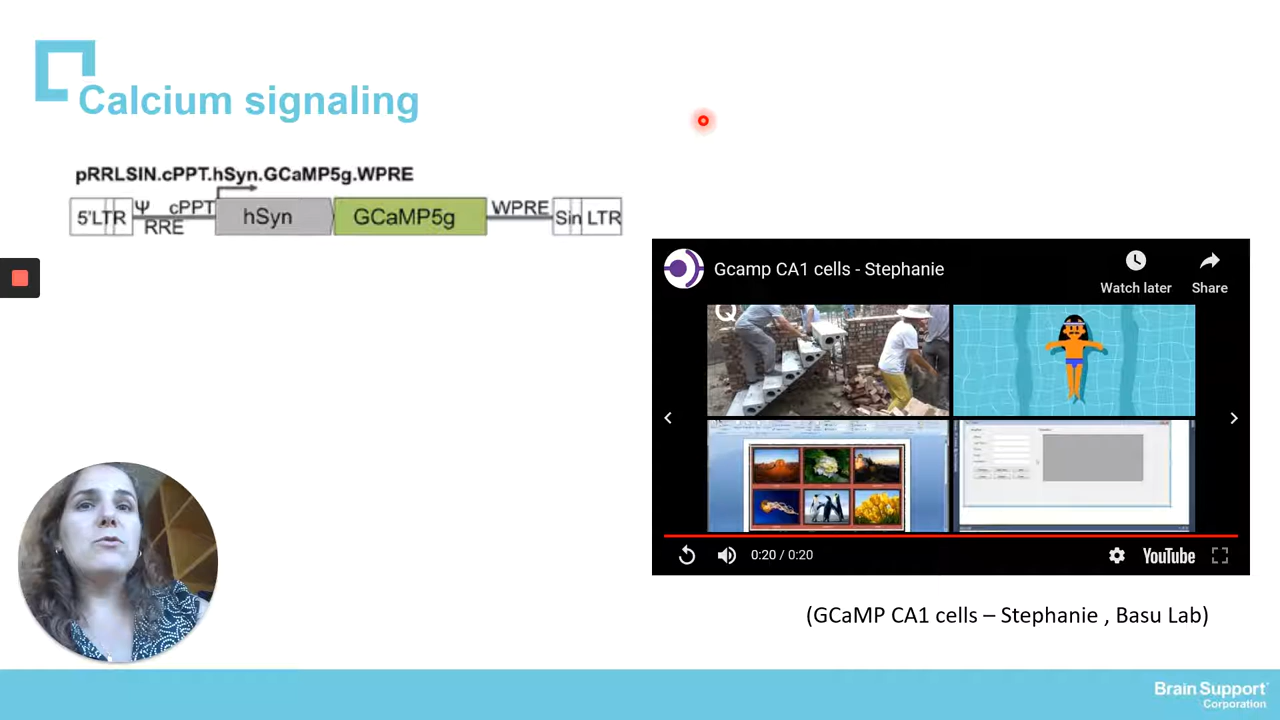 Calcium signaling
pRRLSIN.cPPT.hSyn.GCaMP5g.WPRE
5'LTR Ψ cPPT hSyn GCaMP5g WPRE Sin LTR
RRE
Gcamp CA1 cells - Stephanie
Watch later Share
Q
0:20 / 0:20 YouTube
(GCaMP CA1 cells – Stephanie , Basu Lab)
Brain Support
Corporation